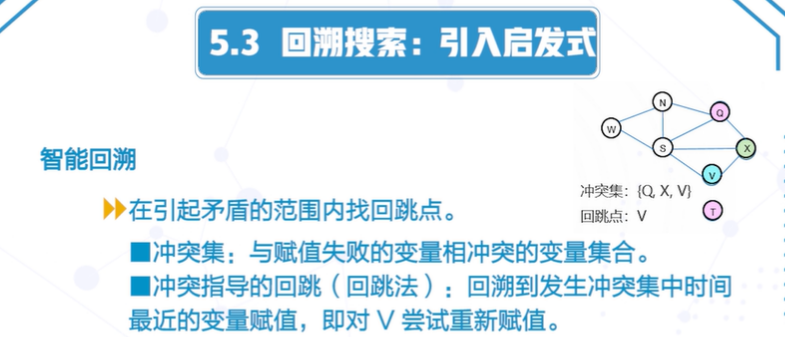 5.3 回溯搜索：引入启发式
N
Q
W
S
X
V
冲突集：{Q, X, V}
回跳点：V
T
智能回溯
在引起矛盾的范围内找回跳点。
■冲突集：与赋值失败的变量相冲突的变量集合。
■冲突指导的回跳（回跳法）：回溯到发生冲突集中时间
最近的变量赋值，即对 V 尝试重新赋值。